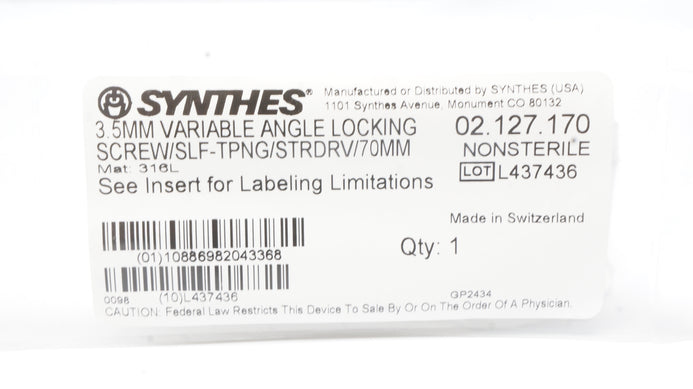 SYNTHES®
Manufactured or Distributed by SYNTHES (USA)
1101 Synthes Avenue, Monument CO 80132
3.5MM VARIABLE ANGLE LOCKING
SCREW/SLF-TPNG/STRDRV/70MM
Mat: 316L
See Insert for Labeling Limitations
02.127.170
NONSTERILE
LOT L437436
Made in Switzerland
Qty: 1
(01)10886982043368
0098 (10)L437436
GP2434
CAUTION: Federal Law Restricts This Device To Sale By Or On The Order Of A Physician.